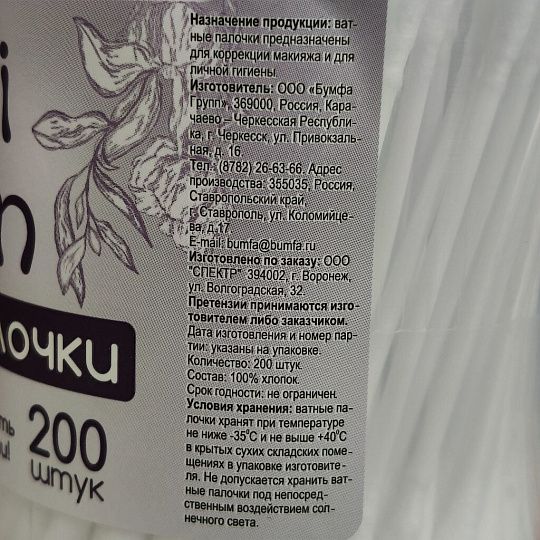 i
n
лочки
ть
и!
200
штук
Назначение продукции: ват-
ные палочки предназначены
для коррекции макияжа и для
личной гигиены.
Изготовитель: ООО «Бумфа
Групп», 369000, Россия, Кара-
чаево – Черкесская Республи-
ка, г. Черкесск, ул. Привокзаль-
ная, д. 16
Тел.: (8782) 26-63-66. Адрес
производства: 355035, Россия,
Ставропольский край,
г. Ставрополь, ул. Коломийце-
ва, д.17.
E-mail: bumfa@bumfa.ru
Изготовлено по заказу: ООО
"СПЕКТР" 394002, г. Воронеж,
ул. Волгоградская, 32.
Претензии принимаются изго-
товителем либо заказчиком.
Дата изготовления и номер пар-
тии: указаны на упаковке.
Количество: 200 штук.
Состав: 100% хлопок.
Срок годности: не ограничен.
Условия хранения: ватные па-
лочки хранят при температуре
не ниже -35°С и не выше +40°С
в крытых сухих складских поме-
щениях в упаковке изготовите-
ля. Не допускается хранить ват-
ные палочки под непосред-
ственным воздействием сол-
нечного света.